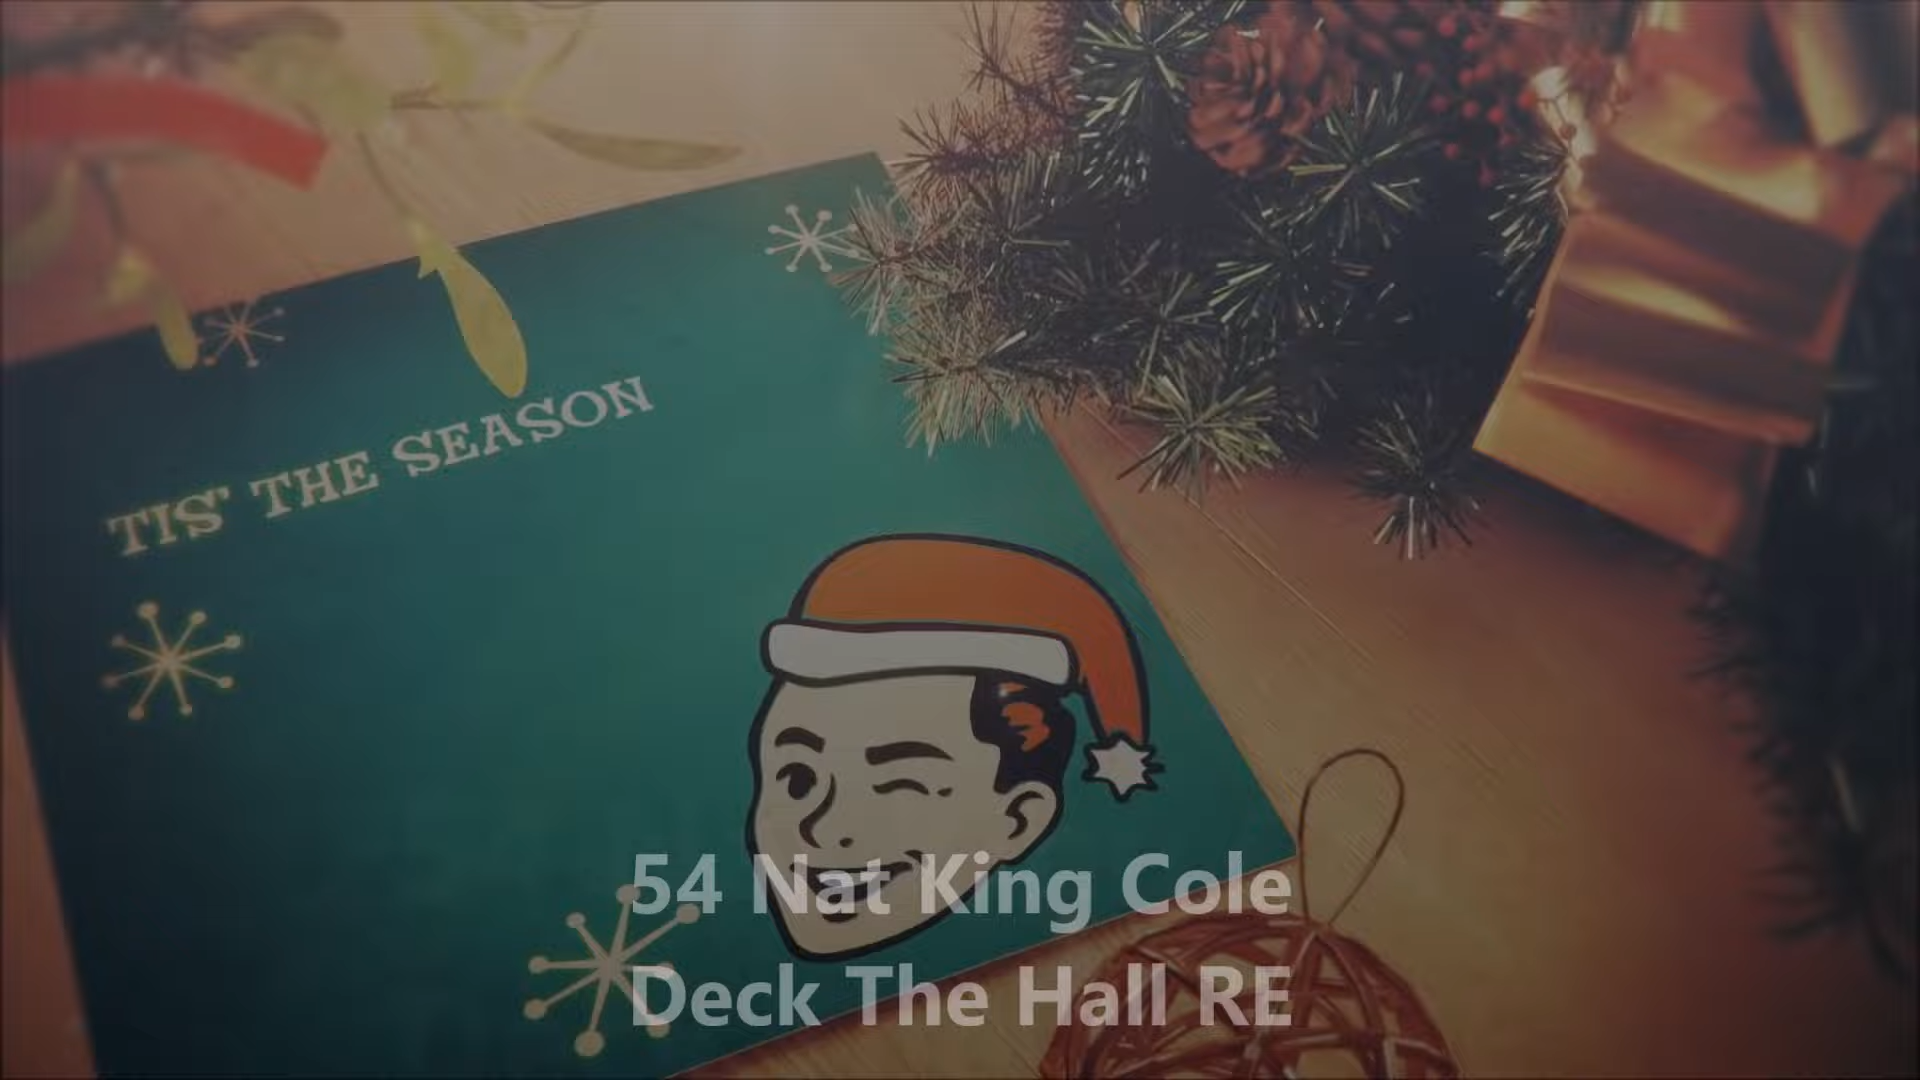 TIS' THE SEASON
54 Nat King Cole
Deck The Hall RE